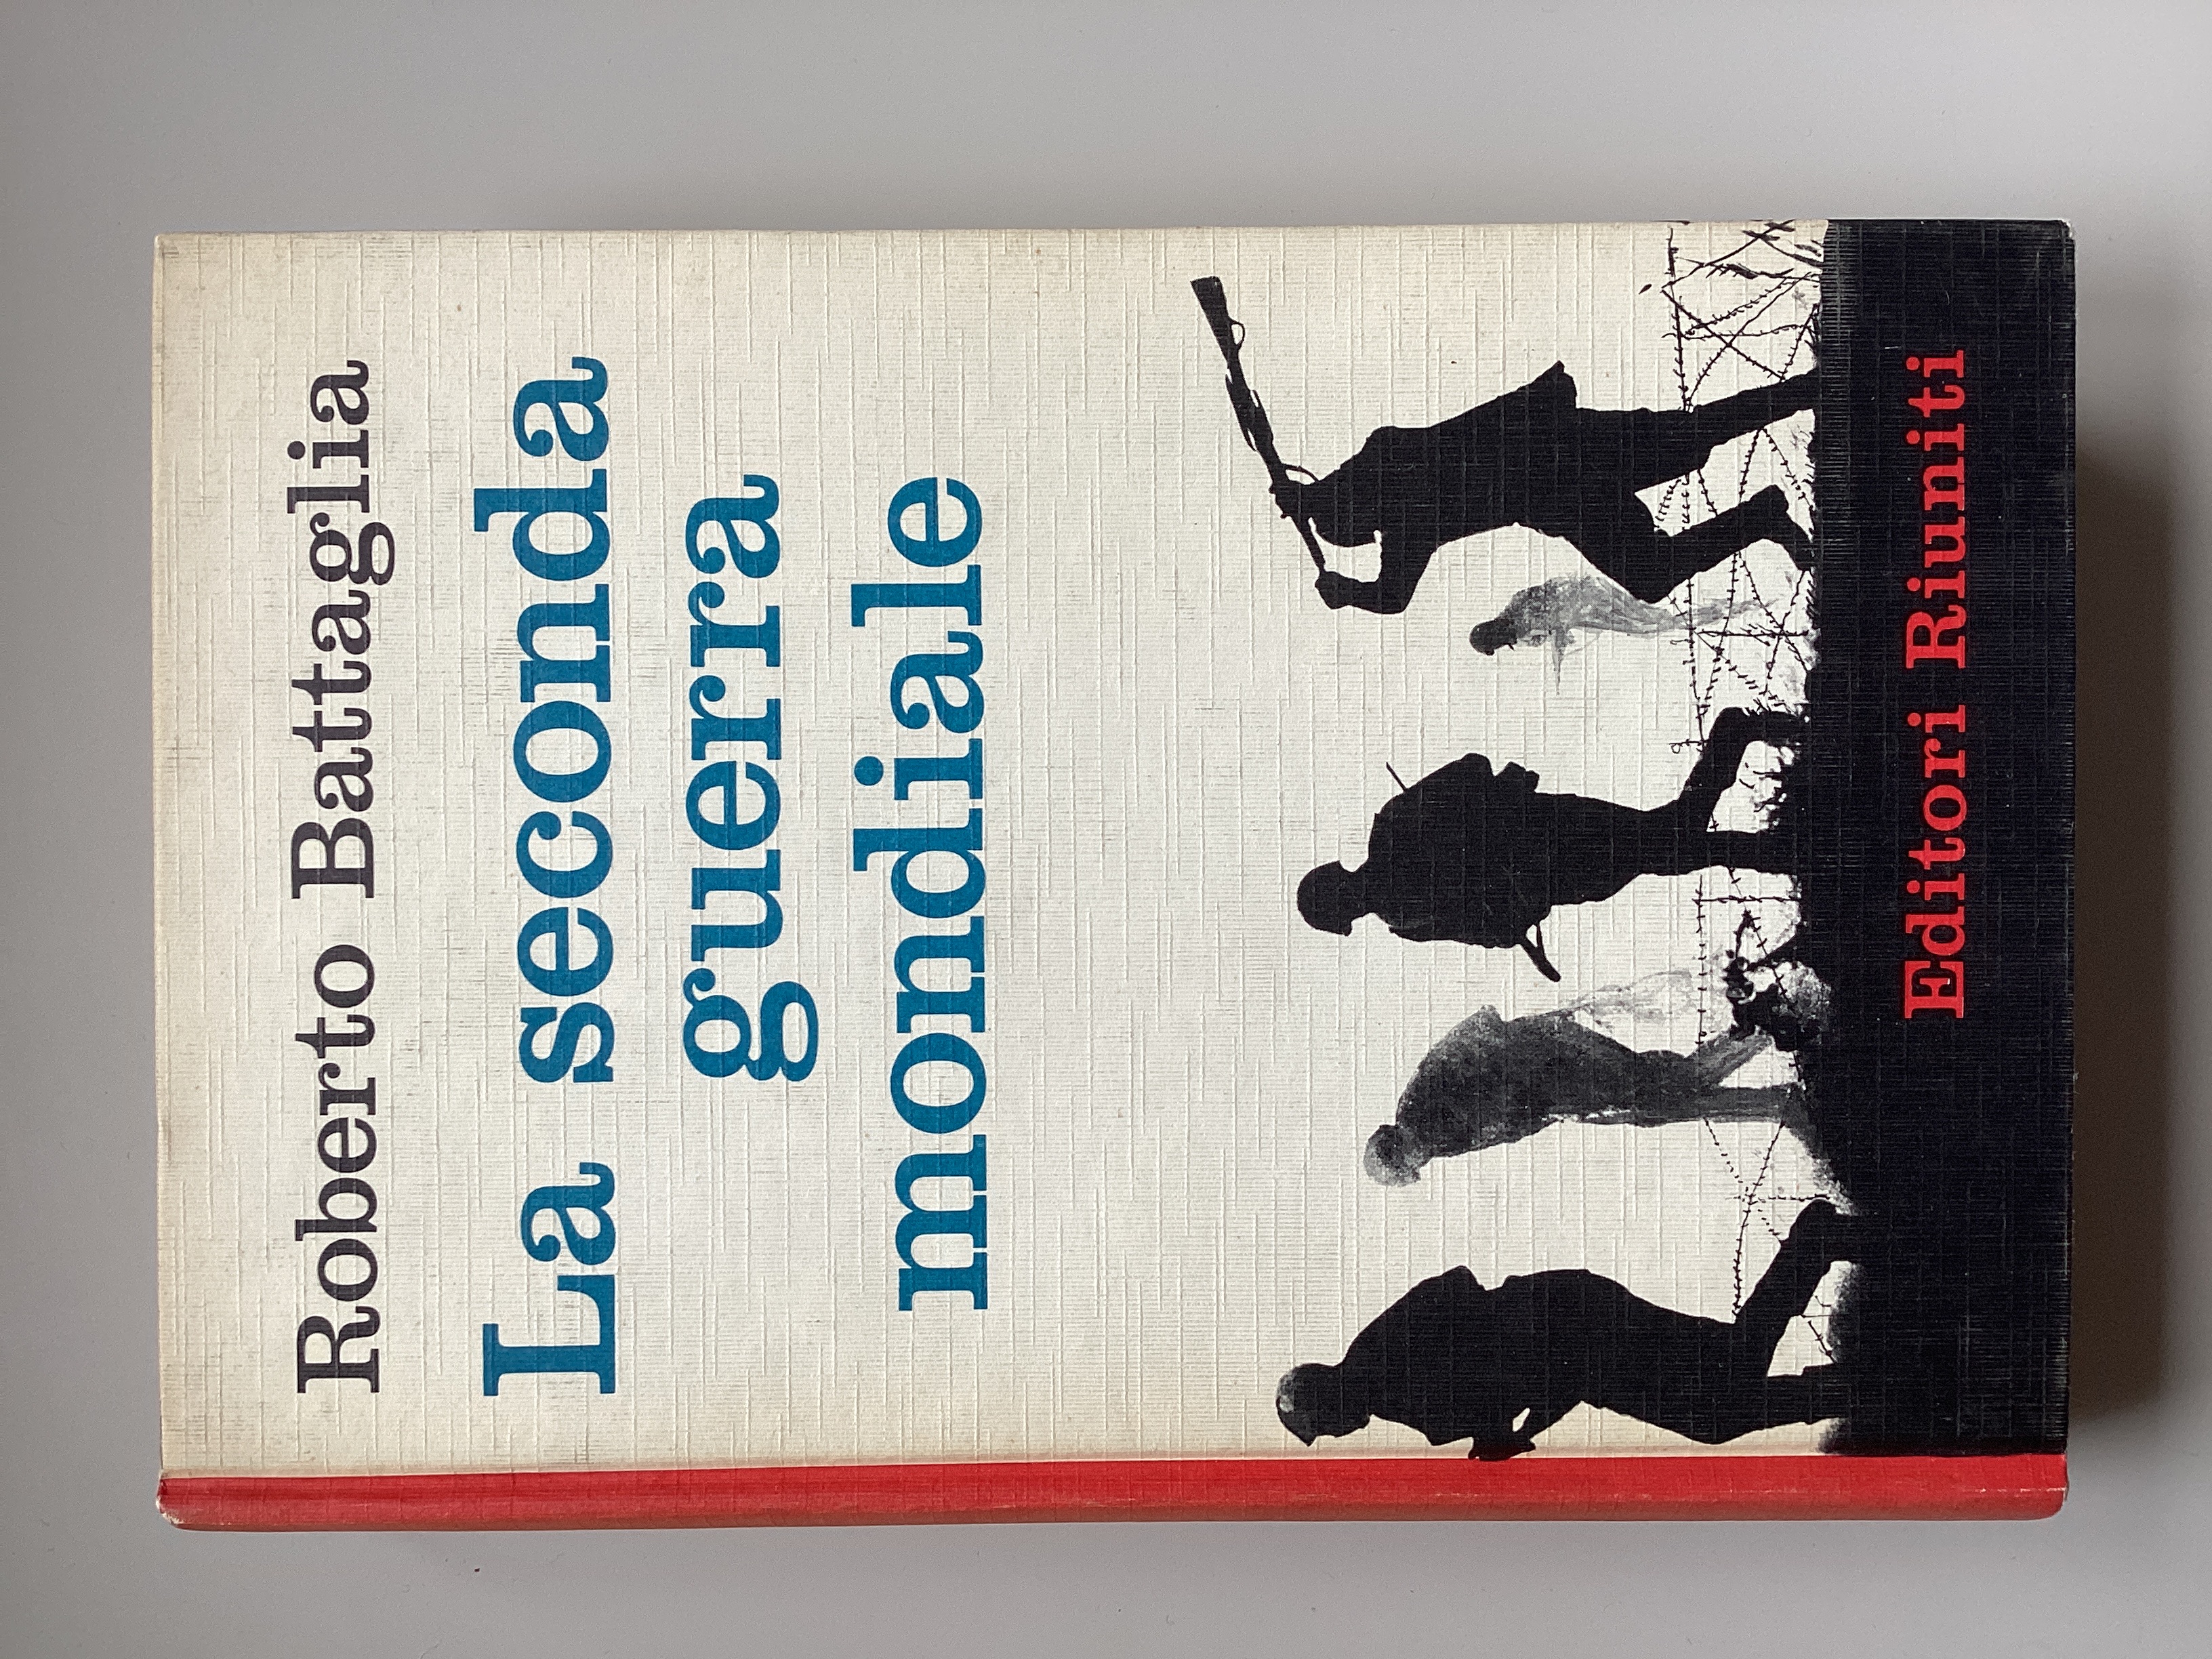 Roberto Battaglia
La seconda
guerra
mondiale
Editori Riuniti